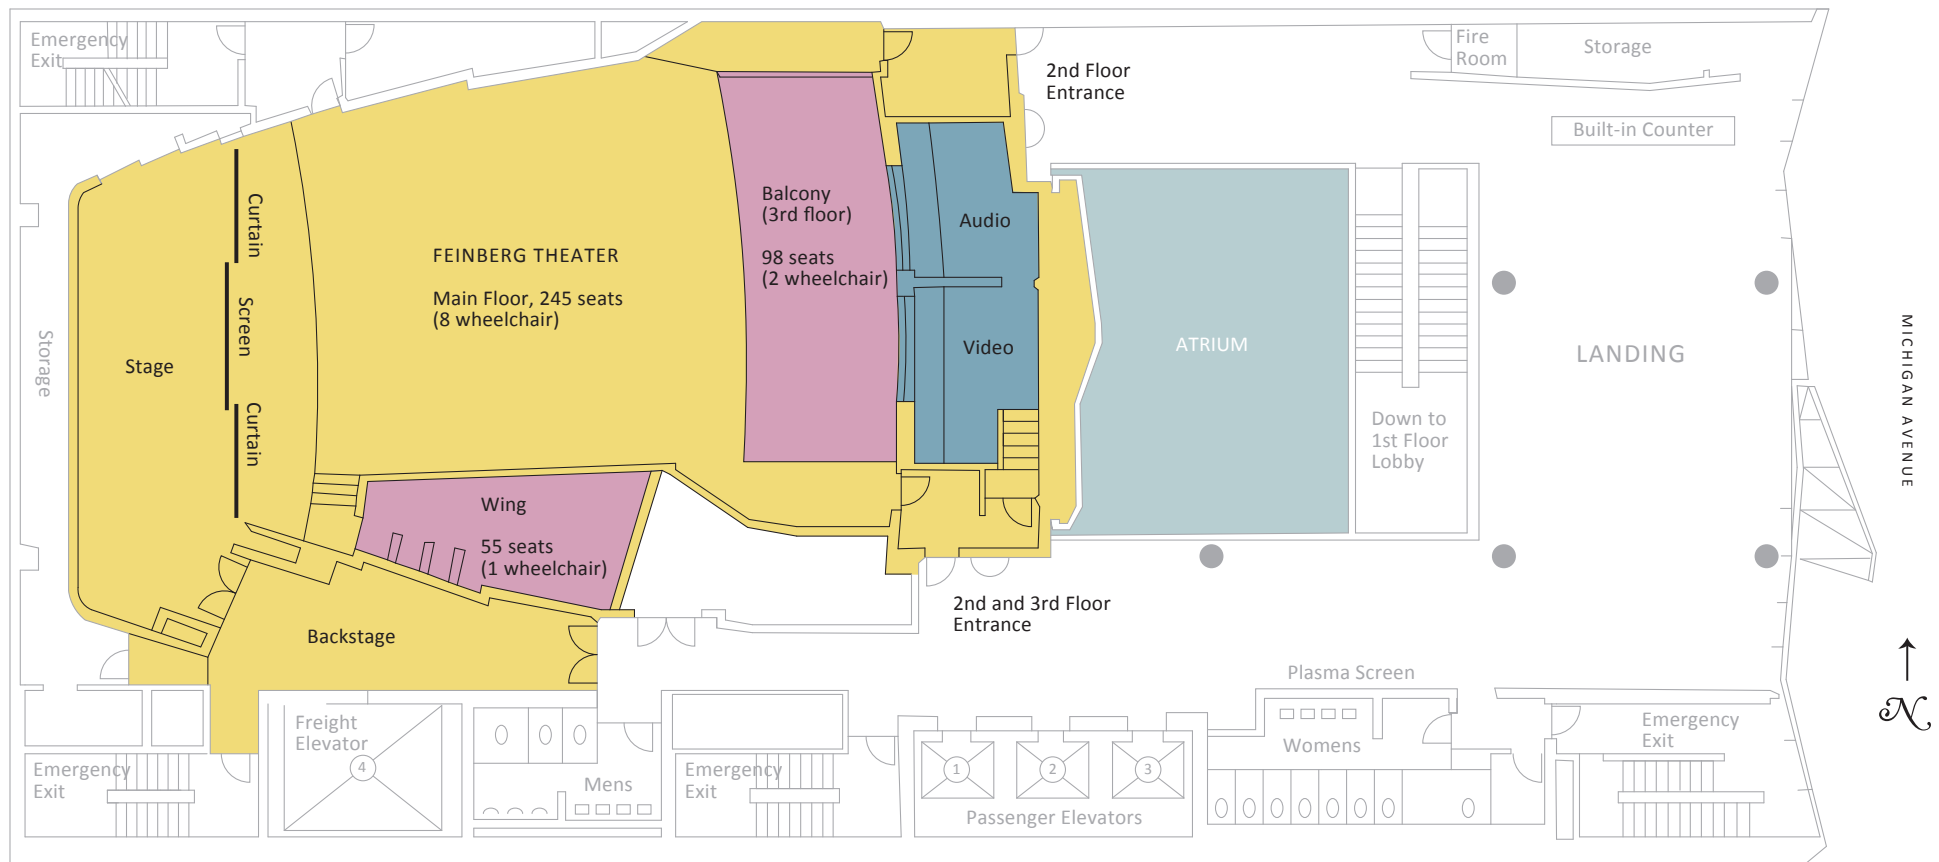 Emergency
Exit
Fire
Room
Storage
2nd Floor
Entrance
Built-in Counter
Curtain
Balcony
(3rd floor)
98 seats
(2 wheelchair)
Audio
FEINBERG THEATER
Main Floor, 245 seats
(8 wheelchair)
Screen
Storage
Stage
Video
ATRIUM
LANDING
MICHIGAN AVENUE
Curtain
Down to
1st Floor
Lobby
Wing
55 seats
(1 wheelchair)
2nd and 3rd Floor
Entrance
Backstage
Plasma Screen
N
Freight
Elevator
4
Womens
Emergency
Exit
Emergency
Exit
Mens
Emergency
Exit
1
2
3
Passenger Elevators